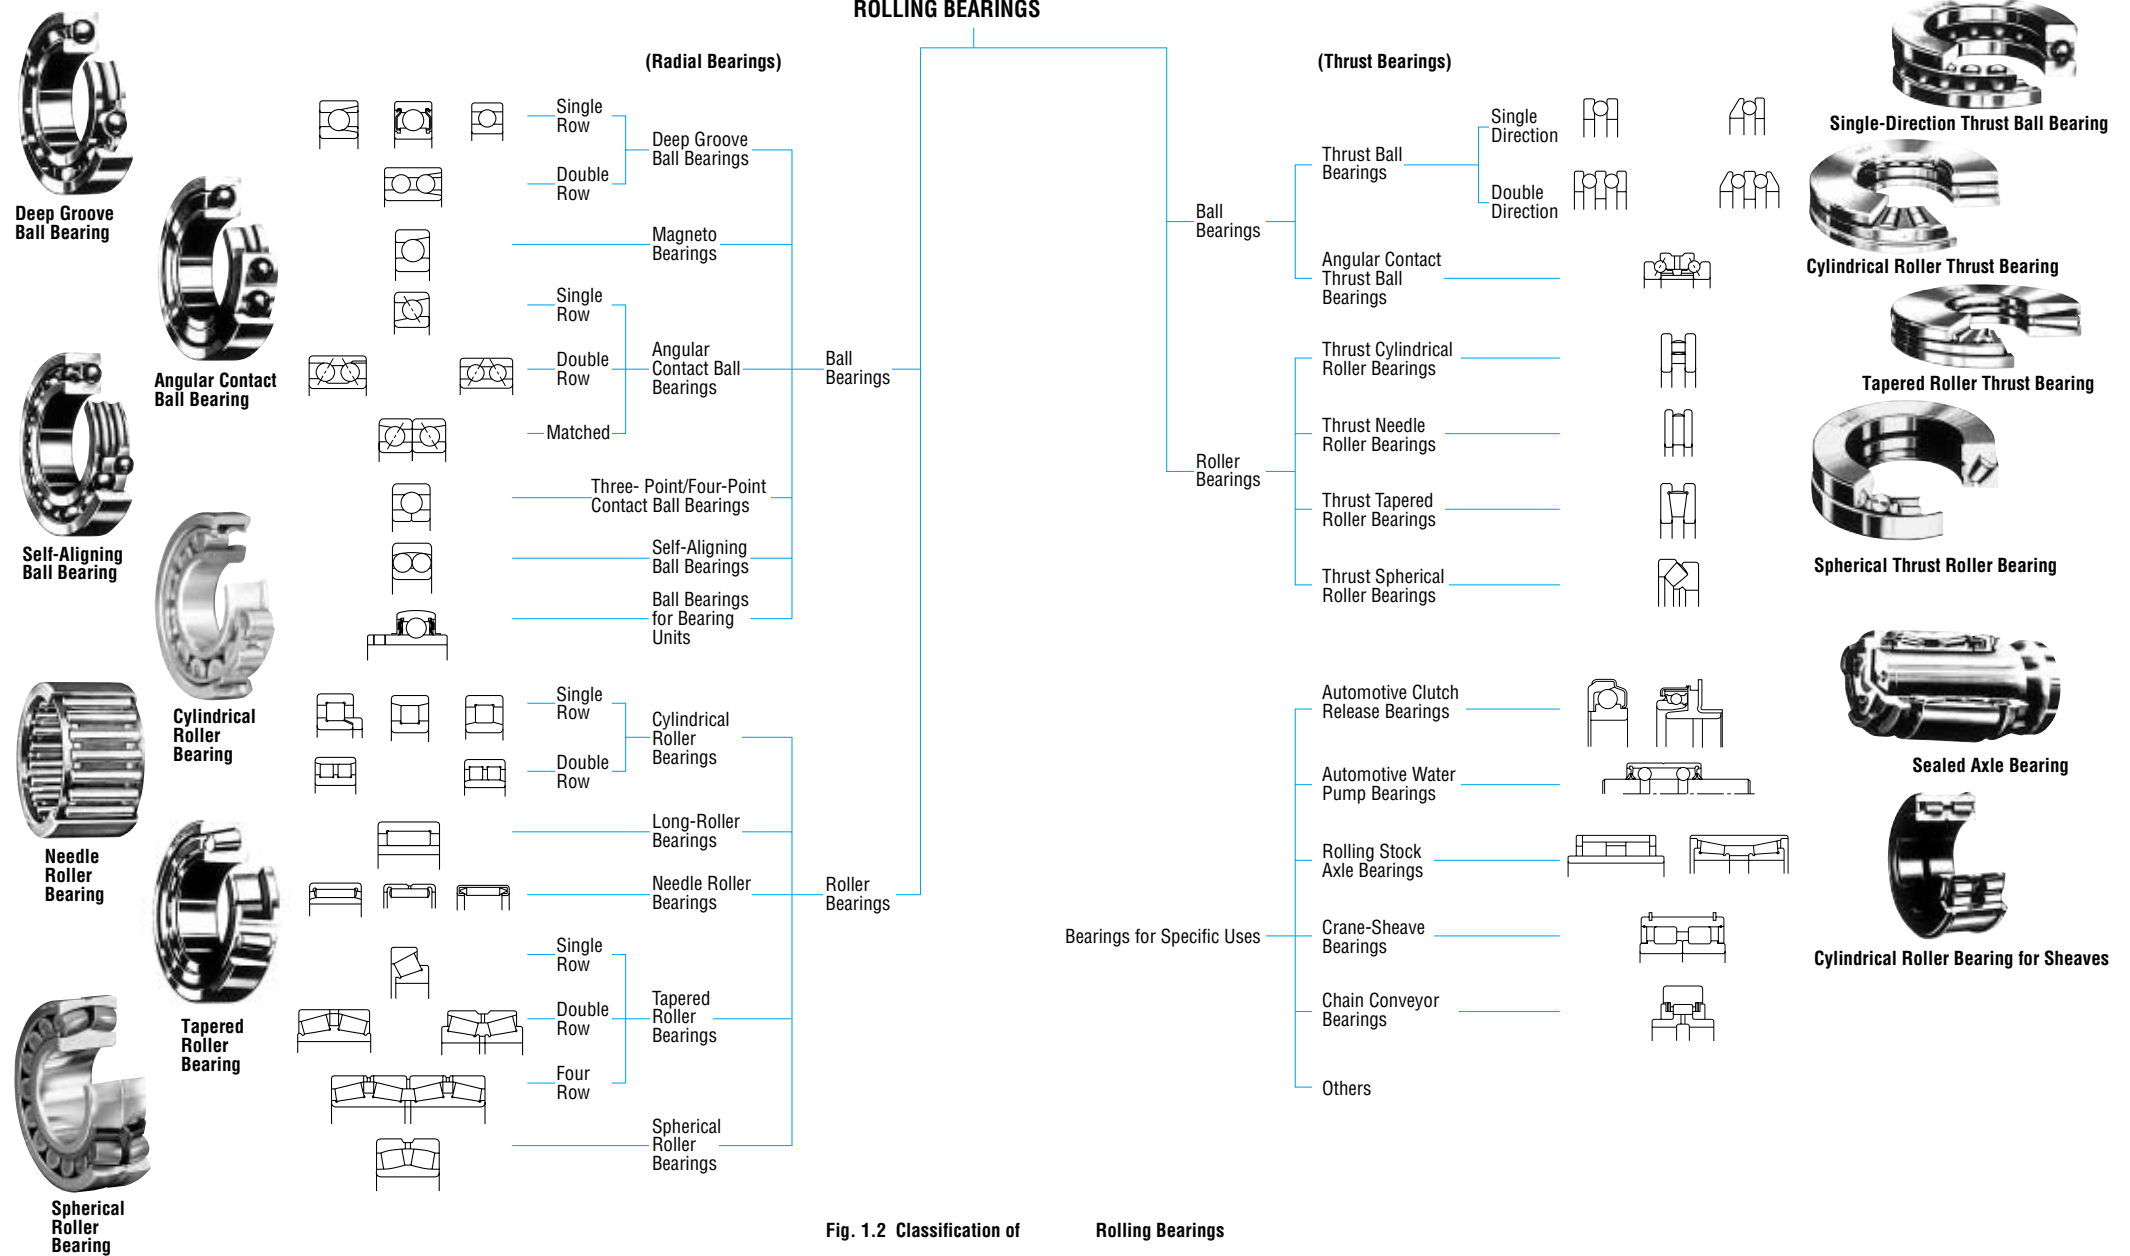 ROLLING BEARINGS
(Radial Bearings)
(Thrust Bearings)
Deep Groove
Ball Bearing
Angular Contact
Ball Bearing
Self-Aligning
Ball Bearing
Cylindrical
Roller
Bearing
Needle
Roller
Bearing
Tapered
Roller
Bearing
Spherical
Roller
Bearing
Single
Row
Double
Row
Deep Groove
Ball Bearings
Magneto
Bearings
Single
Row
Double
Row
Matched
Angular
Contact Ball
Bearings
Three- Point/Four-Point
Contact Ball Bearings
Self-Aligning
Ball Bearings
Ball Bearings
for Bearing
Units
Ball
Bearings
Single
Row
Double
Row
Cylindrical
Roller
Bearings
Long-Roller
Bearings
Needle Roller
Bearings
Single
Row
Double
Row
Four
Row
Tapered
Roller
Bearings
Spherical
Roller
Bearings
Roller
Bearings
Ball
Bearings
Thrust Ball
Bearings
Single
Direction
Double
Direction
Angular Contact
Thrust Ball
Bearings
Roller
Bearings
Thrust Cylindrical
Roller Bearings
Thrust Needle
Roller Bearings
Thrust Tapered
Roller Bearings
Thrust Spherical
Roller Bearings
Bearings for Specific Uses
Automotive Clutch
Release Bearings
Automotive Water
Pump Bearings
Rolling Stock
Axle Bearings
Crane-Sheave
Bearings
Chain Conveyor
Bearings
Others
Single-Direction Thrust Ball Bearing
Cylindrical Roller Thrust Bearing
Tapered Roller Thrust Bearing
Spherical Thrust Roller Bearing
Sealed Axle Bearing
Cylindrical Roller Bearing for Sheaves
Fig. 1.2 Classification of Rolling Bearings